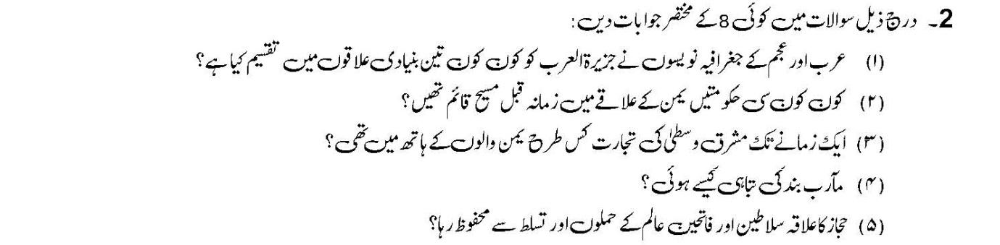 2۔ درج ذیل سوالات میں کوئی 8 کے مختصر جوابات دیں:
(۱) عرب اور عجم کے جغرافیہ نویسوں نے جزیرۃ العرب کو کون کون تین بنیادی علاقوں میں تقسیم کیا ہے؟
(۲) کون کون سی حکومتیں یمن کے علاقے میں زمانہ قبل مسیح قائم تھیں؟
(۳) ایک زمانے تک مشرق وسطیٰ کی تجارت کس طرح یمن والوں کے ہاتھ میں تھی؟
(۴) مآرب بند کی تباہی کیسے ہوئی؟
(۵) حجاز کا علاقہ سلاطین اور فاتحین عالم کے حملوں اور تسلط سے محفوظ رہا؟